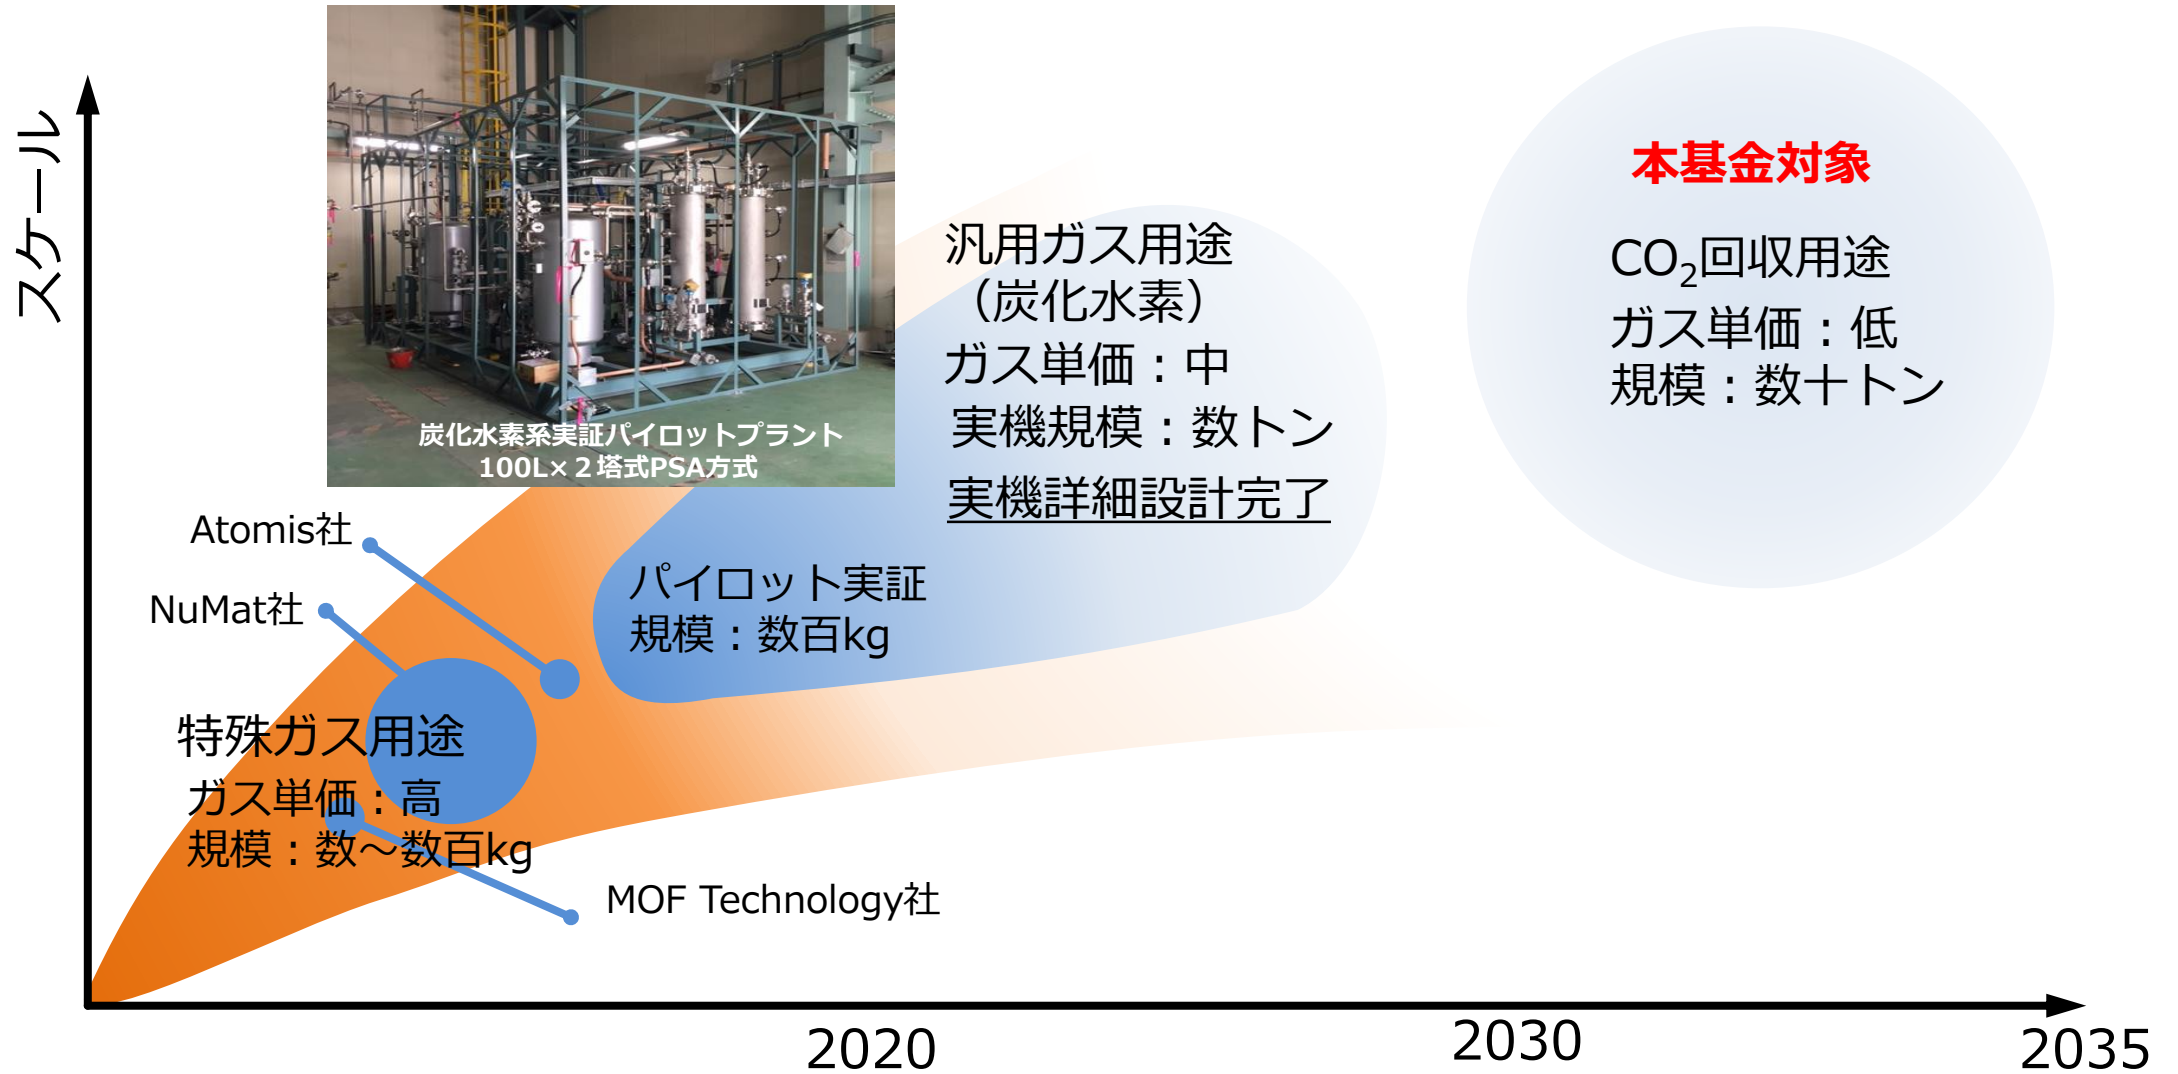 スケール
炭化水素系実証パイロットプラント
100L×２塔式PSA方式
本基金対象
CO₂回収用途
ガス単価：低
規模：数十トン
汎用ガス用途
（炭化水素）
ガス単価：中
実機規模：数トン
実機詳細設計完了
Atomis社
NuMat社
パイロット実証
規模：数百kg
特殊ガス用途
ガス単価：高
規模：数～数百kg
MOF Technology社
2020
2030
2035